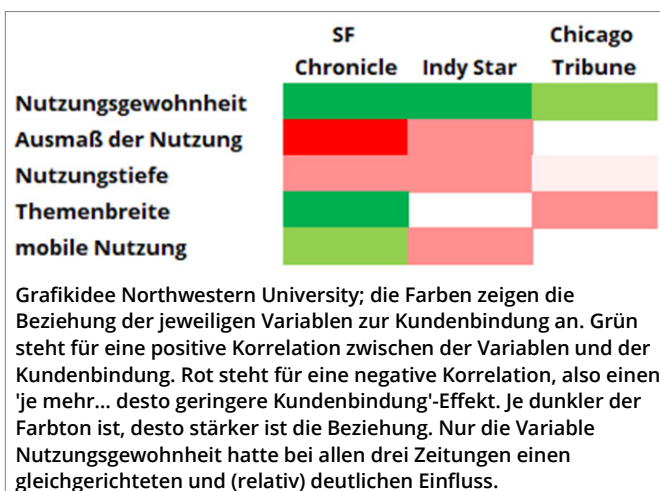 SF Chicago
Chronicle Indy Star Tribune
Nutzungsgewohnheit
Ausmaß der Nutzung
Nutzungstiefe
Themenbreite
mobile Nutzung
Grafikidee Northwestern University; die Farben zeigen die
Beziehung der jeweiligen Variablen zur Kundenbindung an. Grün
steht für eine positive Korrelation zwischen der Variablen und der
Kundenbindung. Rot steht für eine negative Korrelation, also einen
'je mehr... desto geringere Kundenbindung'-Effekt. Je dunkler der
Farbton ist, desto stärker ist die Beziehung. Nur die Variable
Nutzungsgewohnheit hatte bei allen drei Zeitungen einen
gleichgerichteten und (relativ) deutlichen Einfluss.